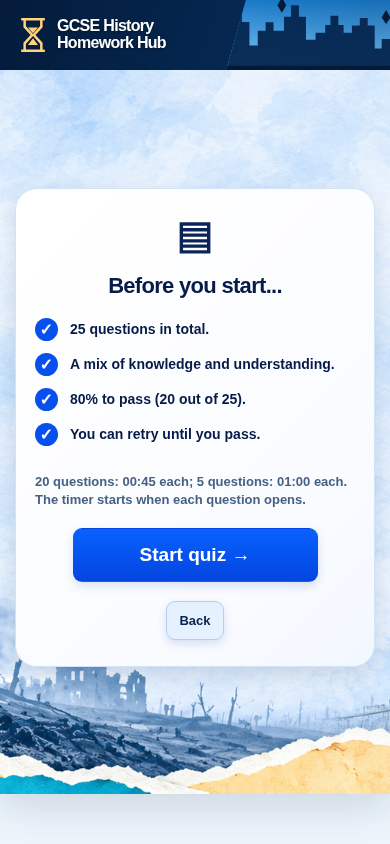 GCSE History
Homework Hub
Before you start...
25 questions in total.
A mix of knowledge and understanding.
80% to pass (20 out of 25).
You can retry until you pass.
20 questions: 00:45 each; 5 questions: 01:00 each.
The timer starts when each question opens.
Start quiz →
Back